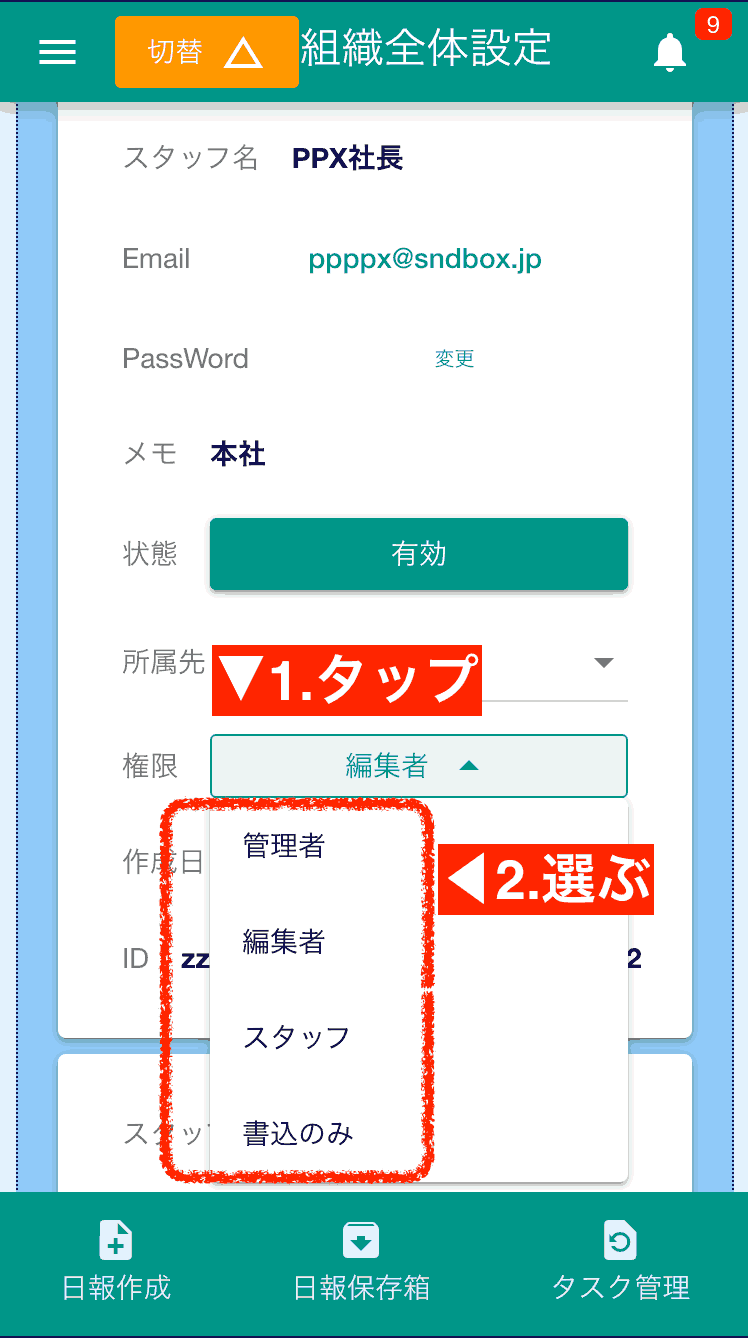 切替 △ 組織全体設定 9
スタッフ名 PPX社長
Email ppppx@sndbox.jp
PassWord 変更
メモ 本社
状態 有効
所属先 ▼1.タップ
権限 編集者
管理者
作成日 ◀2.選ぶ
編集者
ID zz 2
スタッフ
スタッ 書込のみ
日報作成 日報保存箱 タスク管理